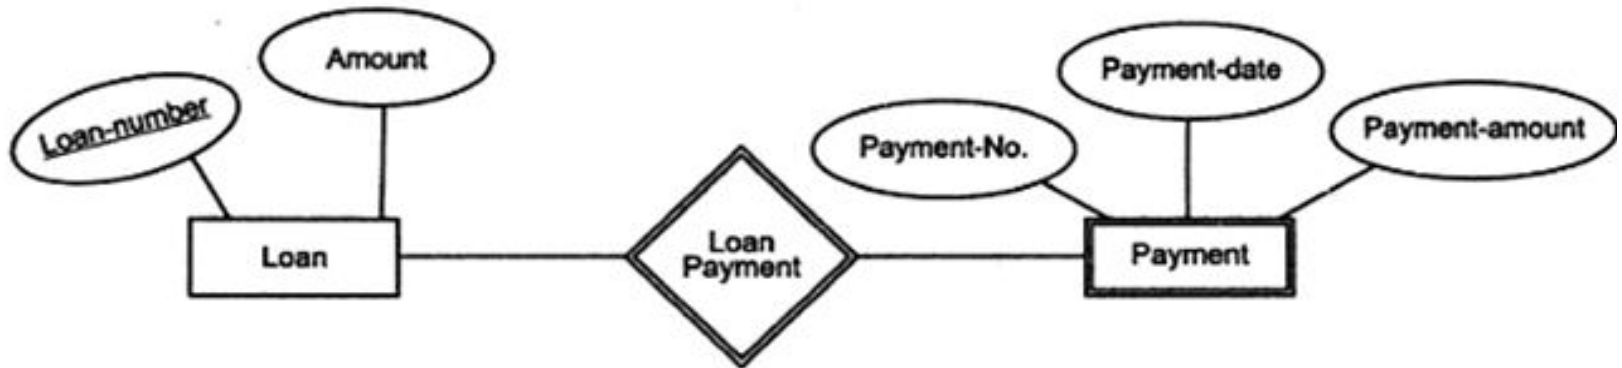 Amount
Payment-date
Loan-number
Payment-No.
Payment-amount
Loan
Loan
Payment
Payment